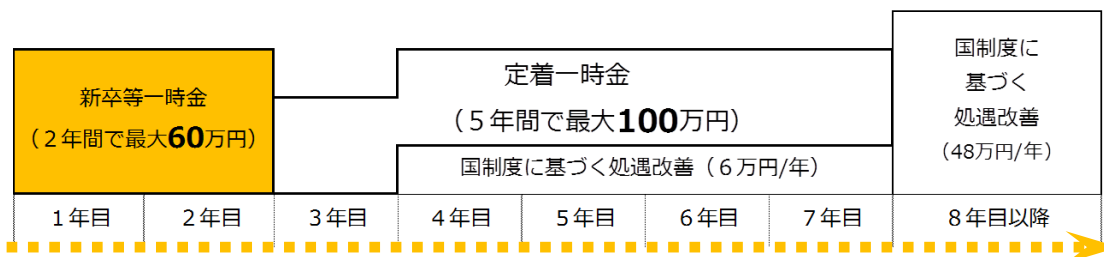 新卒等一時金
(2年間で最大60万円)
定着一時金
(5年間で最大100万円)
国制度に基づく処遇改善(6万円/年)
国制度に
基づく
処遇改善
(48万円/年)
1年目 2年目 3年目 4年目 5年目 6年目 7年目 8年目以降